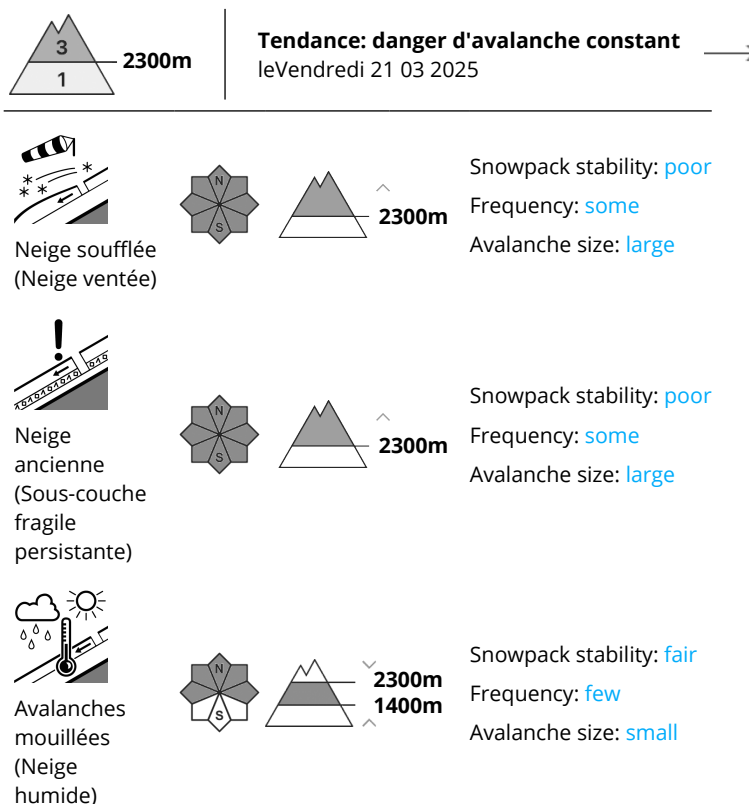 3
1
2300m
Tendance: danger d'avalanche constant
leVendredi 21 03 2025
N
S
2300m
Snowpack stability: poor
Frequency: some
Avalanche size: large
Neige soufflée
(Neige ventée)
N
S
2300m
Snowpack stability: poor
Frequency: some
Avalanche size: large
Neige
ancienne
(Sous-couche
fragile
persistante)
N
S
2300m
1400m
Snowpack stability: fair
Frequency: few
Avalanche size: small
Avalanches
mouillées
(Neige
humide)